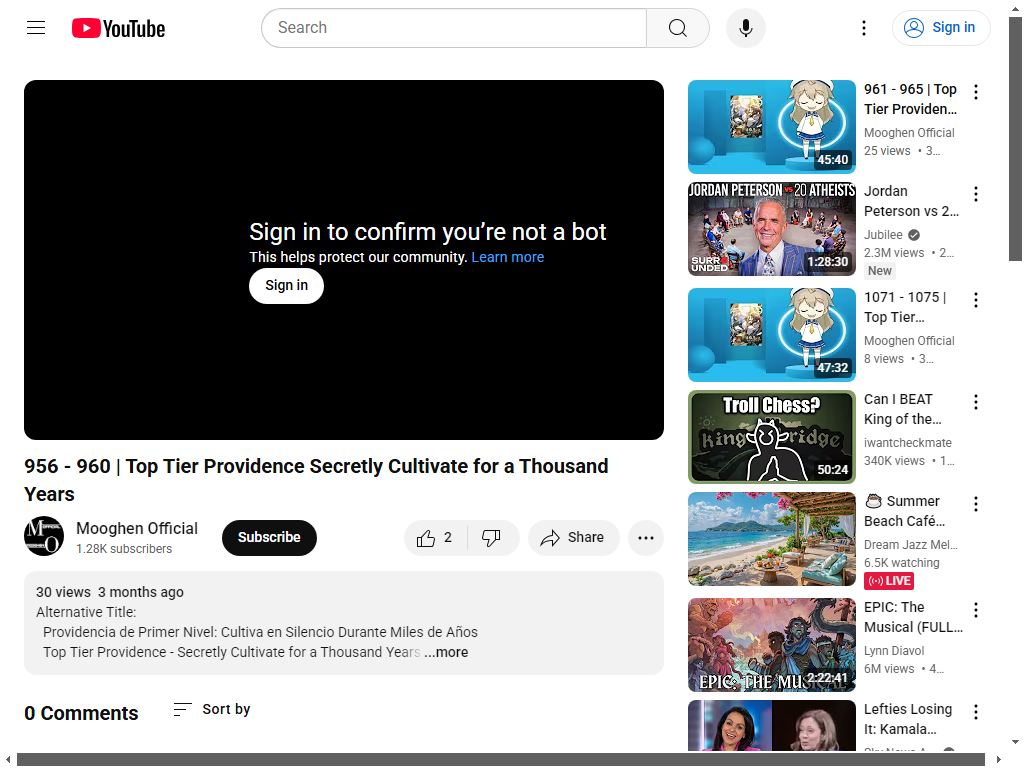 YouTube
Search
Sign in
Sign in to confirm you're not a bot
This helps protect our community. Learn more
Sign in
956 - 960 | Top Tier Providence Secretly Cultivate for a Thousand
Years
Mooghen Official
1.28K subscribers
Subscribe
2
Share
30 views 3 months ago
Alternative Title:
Providencia de Primer Nivel: Cultiva en Silencio Durante Miles de Años
Top Tier Providence - Secretly Cultivate for a Thousand Years ...more
0 Comments
Sort by
45:40
961 - 965 | Top
Tier Providen...
Mooghen Official
25 views • 3...
JORDAN PETERSON vs 20 ATHEISTS
SURROUNDED
1:28:30
Jordan
Peterson vs 2...
Jubilee
2.3M views • 2...
New
47:32
1071 - 1075 |
Top Tier...
Mooghen Official
8 views • 3...
Troll Chess?
50:24
Can I BEAT
King of the...
iwantcheckmate
340K views • 1...
Summer
Beach Café...
Dream Jazz Mel...
6.5K watching
LIVE
EPIC: THE MUSICAL
2:22:41
EPIC: The
Musical (FULL...
Lynn Diavol
6M views • 4...
Lefties Losing
It: Kamala...